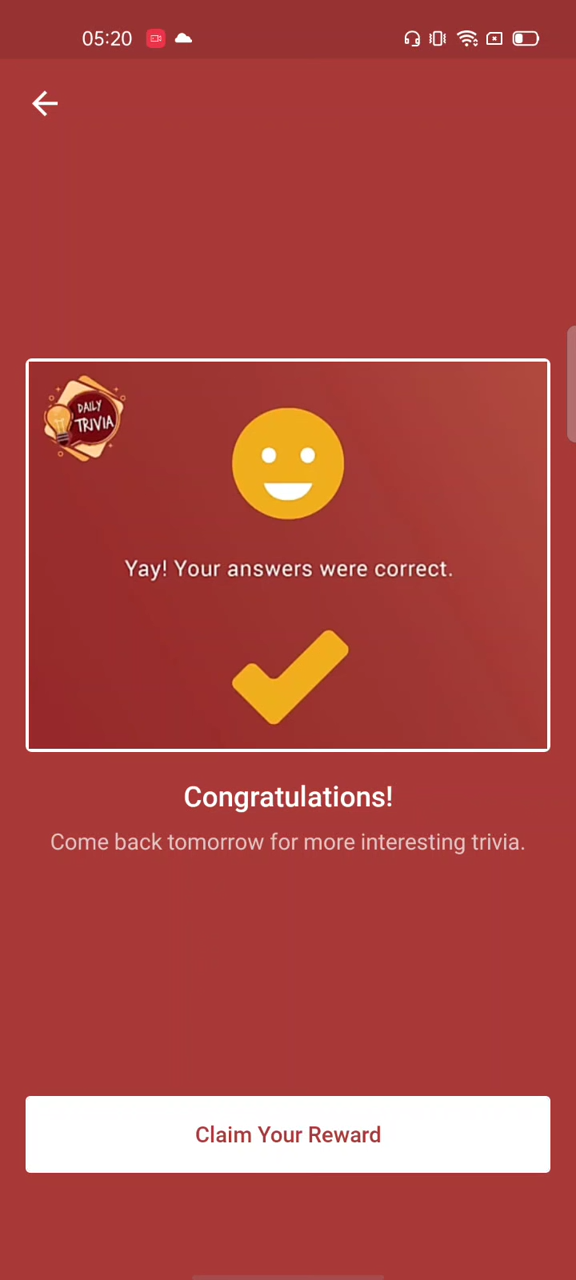 05:20
DAILY
TRIVIA
Yay! Your answers were correct.
Congratulations!
Come back tomorrow for more interesting trivia.
Claim Your Reward